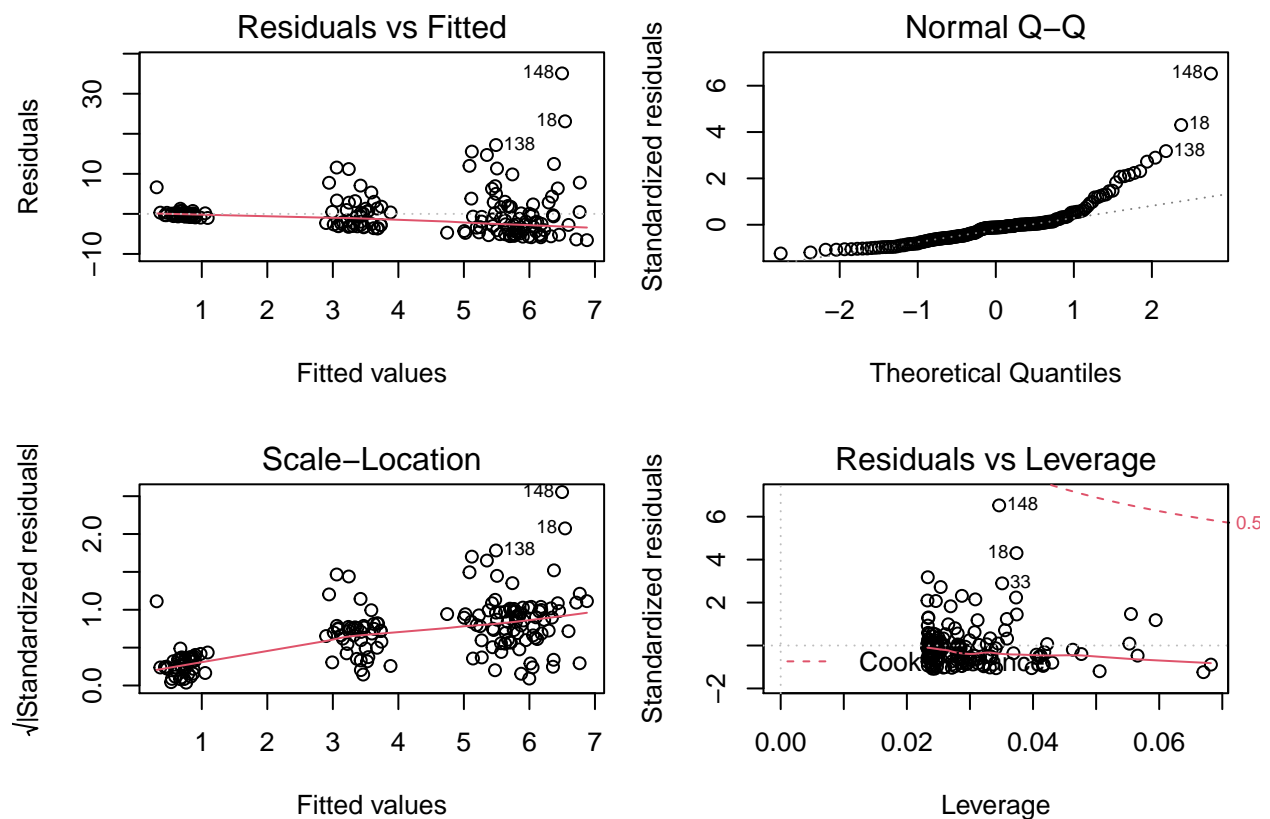 Residuals vs Fitted
Residuals
−10
10
30
148
18
138
1 2 3 4 5 6 7
Fitted values
Normal Q−Q
Standardized residuals
0
2
4
6
148
18
138
−2 −1 0 1 2
Theoretical Quantiles
Scale−Location
√|Standardized residuals|
0.0
1.0
2.0
148
18
138
1 2 3 4 5 6 7
Fitted values
Residuals vs Leverage
Standardized residuals
−2
2
4
6
148
18
33
0.5
0.00 0.02 0.04 0.06
Leverage